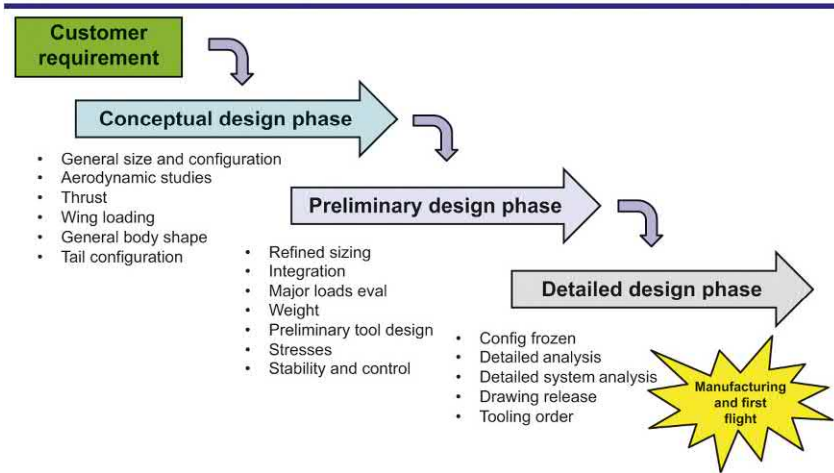 Customer
requirement
Conceptual design phase
• General size and configuration
• Aerodynamic studies
• Thrust
• Wing loading
• General body shape
• Tail configuration
Preliminary design phase
• Refined sizing
• Integration
• Major loads eval
• Weight
• Preliminary tool design
• Stresses
• Stability and control
Detailed design phase
• Config frozen
• Detailed analysis
• Detailed system analysis
• Drawing release
• Tooling order
Manufacturing
and first
flight